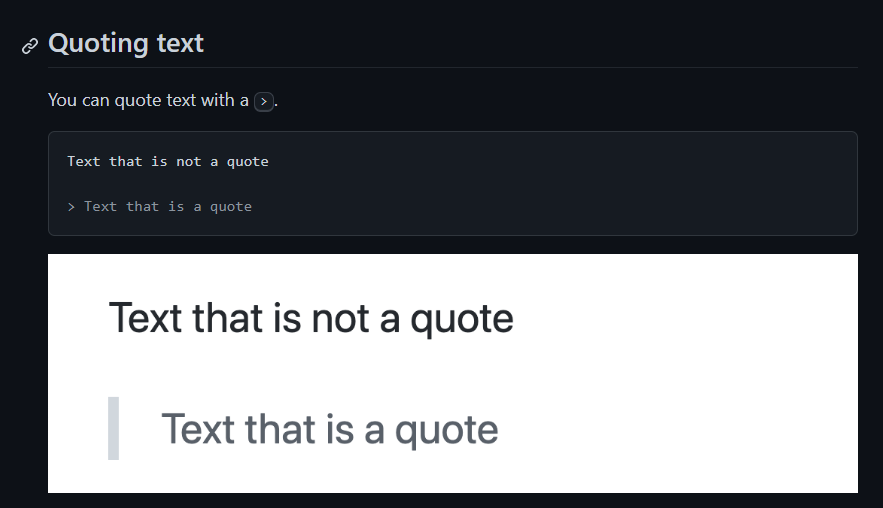 Quoting text
You can quote text with a >.
Text that is not a quote
> Text that is a quote
Text that is not a quote
Text that is a quote